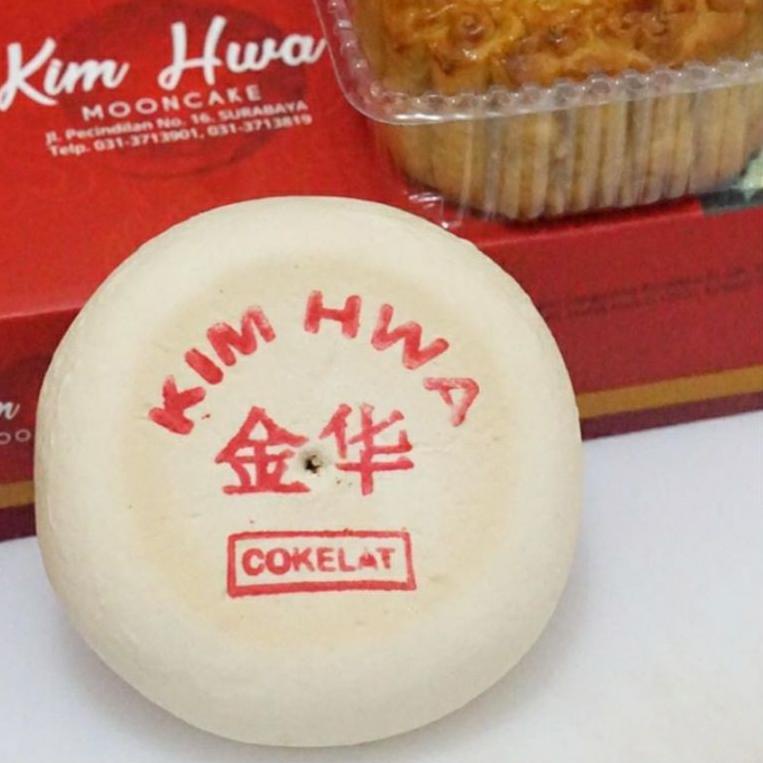 Kim Hwa
MOONCAKE
Jl. Pecindilan No. 16, SURABAYA
Telp. 031-3713901, 031-3713819
KIM HWA
金华
COKELAT